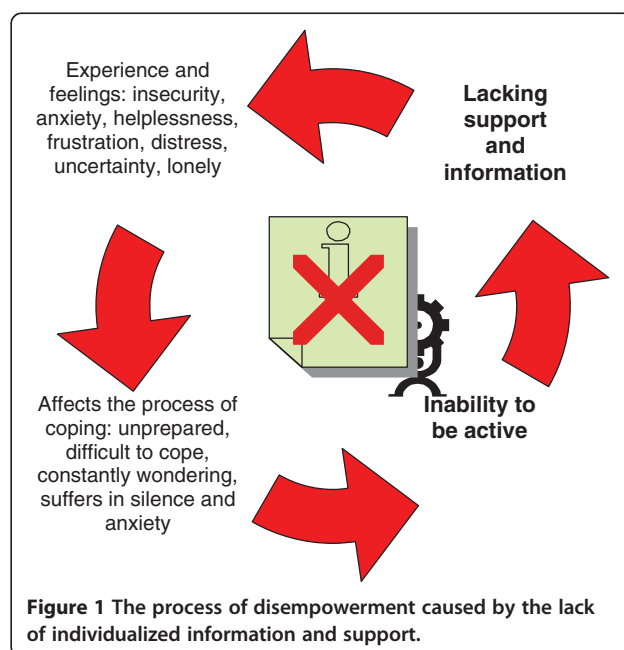 Experience and
feelings: insecurity,
anxiety, helplessness,
frustration, distress,
uncertainty, lonely
Lacking
support
and
information
i
Affects the process of
coping: unprepared,
difficult to cope,
constantly wondering,
suffers in silence and
anxiety
Inability to
be active
Figure 1 The process of disempowerment caused by the lack
of individualized information and support.